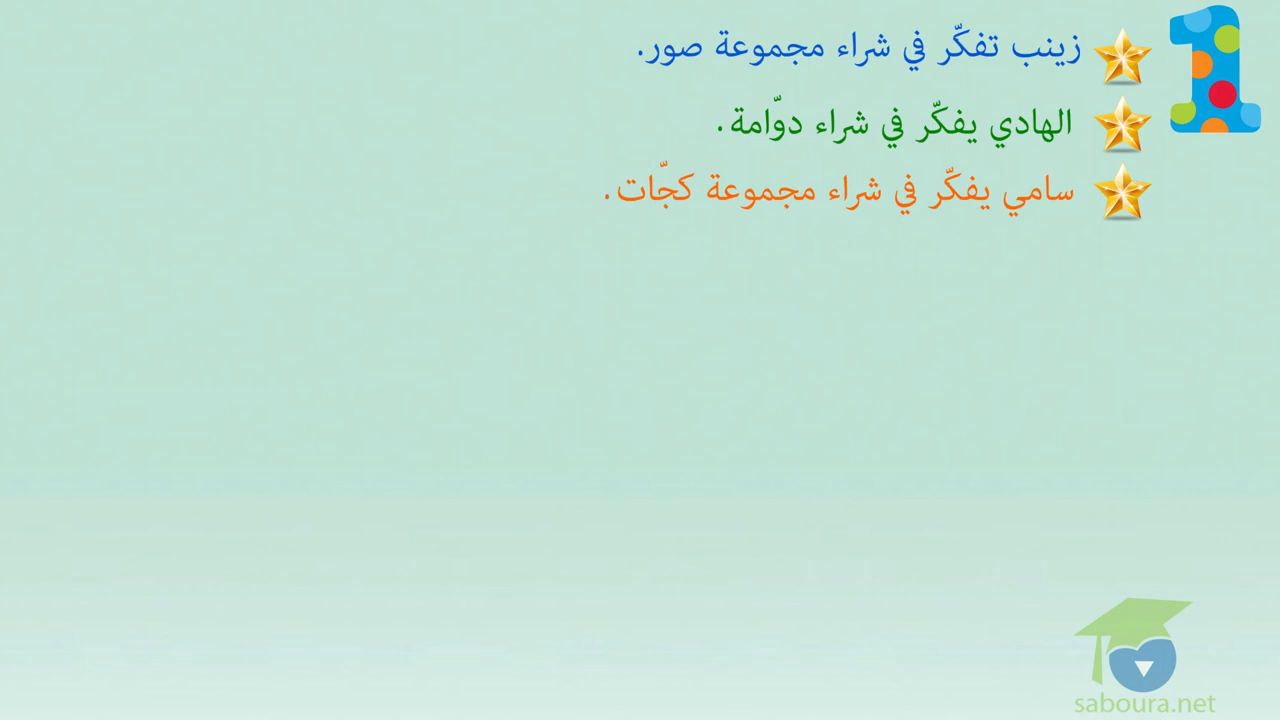 1
زينب تفكّر في شراء مجموعة صور.
الهادي يفكّر في شراء دوّامة.
سامي يفكّر في شراء مجموعة كجّات.
saboura.net